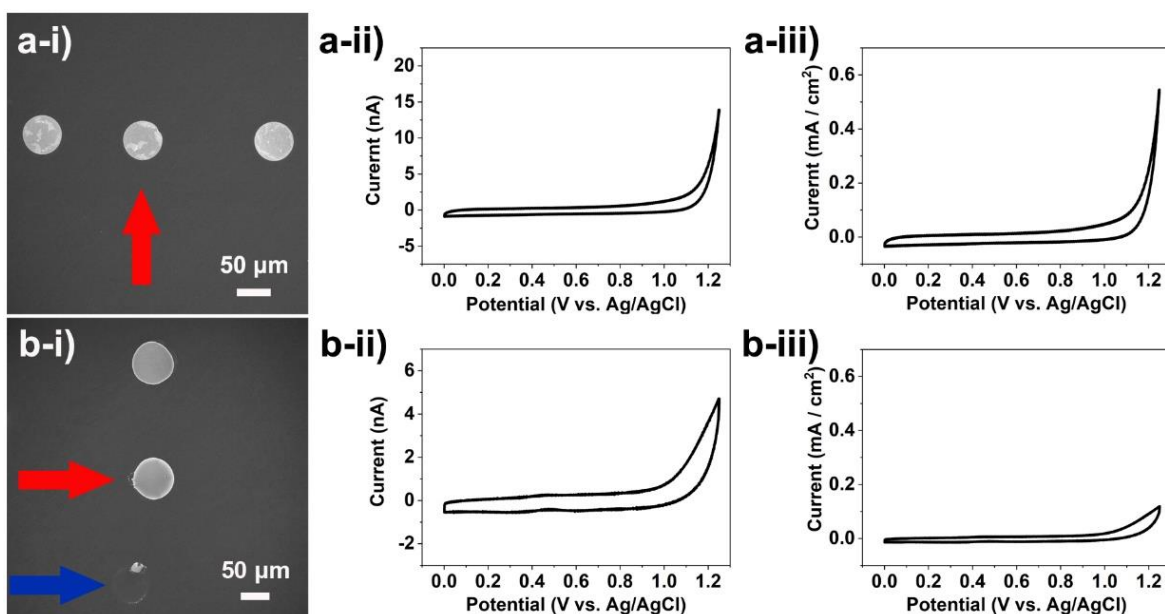 a-i)
50 µm
a-ii)
Curernt (nA)
20
15
10
5
0
-5
0.0 0.2 0.4 0.6 0.8 1.0 1.2
Potential (V vs. Ag/AgCl)
a-iii)
Curernt (mA / cm²)
0.6
0.4
0.2
0.0
0.0 0.2 0.4 0.6 0.8 1.0 1.2
Potential (V vs. Ag/AgCl)
b-i)
50 µm
b-ii)
Current (nA)
6
4
2
0
-2
0.0 0.2 0.4 0.6 0.8 1.0 1.2
Potential (V vs. Ag/AgCl)
b-iii)
Current (mA / cm²)
0.6
0.4
0.2
0.0
0.0 0.2 0.4 0.6 0.8 1.0 1.2
Potential (V vs. Ag/AgCl)